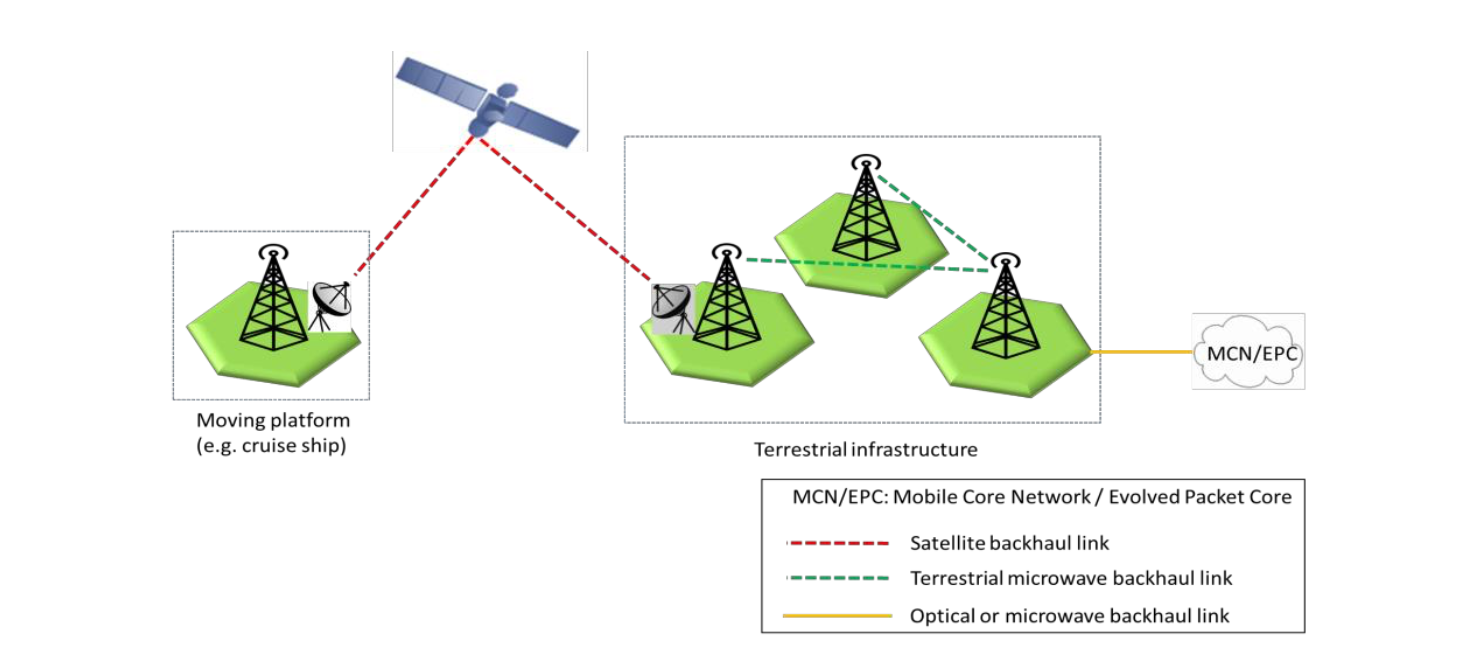 MCN/EPC
Moving platform
(e.g. cruise ship)
Terrestrial infrastructure
MCN/EPC: Mobile Core Network / Evolved Packet Core
Satellite backhaul link
Terrestrial microwave backhaul link
Optical or microwave backhaul link